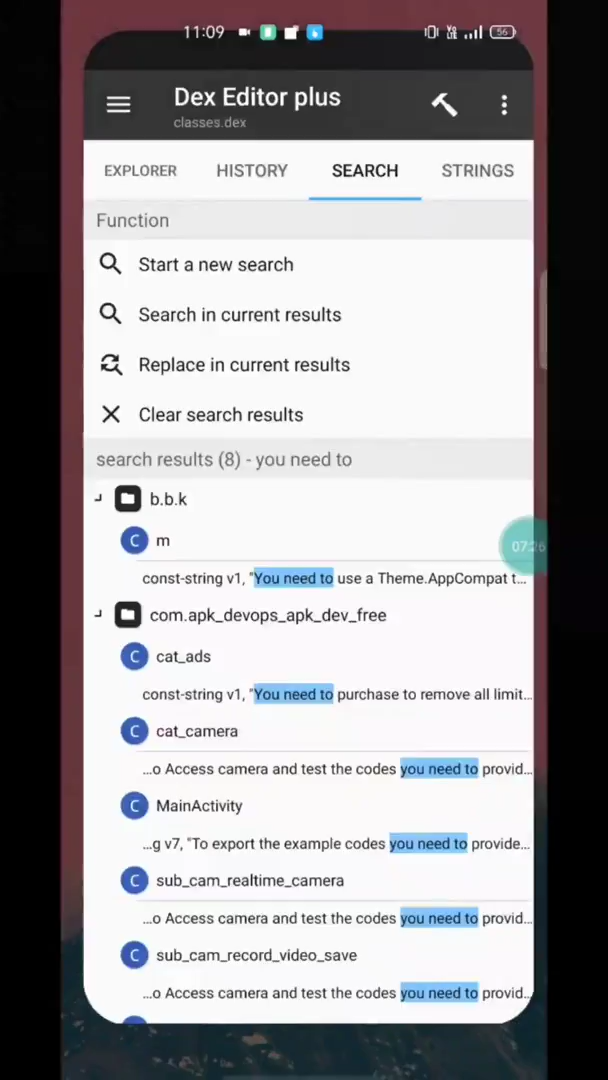 11:09
56
Dex Editor plus
classes.dex
EXPLORER HISTORY SEARCH STRINGS
Function
Start a new search
Search in current results
Replace in current results
Clear search results
search results (8) - you need to
b.b.k
C m
07:26
const-string v1, "You need to use a Theme.AppCompat t...
com.apk_devops_apk_dev_free
C cat_ads
const-string v1, "You need to purchase to remove all limit...
C cat_camera
...o Access camera and test the codes you need to provid...
C MainActivity
...g v7, "To export the example codes you need to provide...
C sub_cam_realtime_camera
...o Access camera and test the codes you need to provid...
C sub_cam_record_video_save
...o Access camera and test the codes you need to provid...